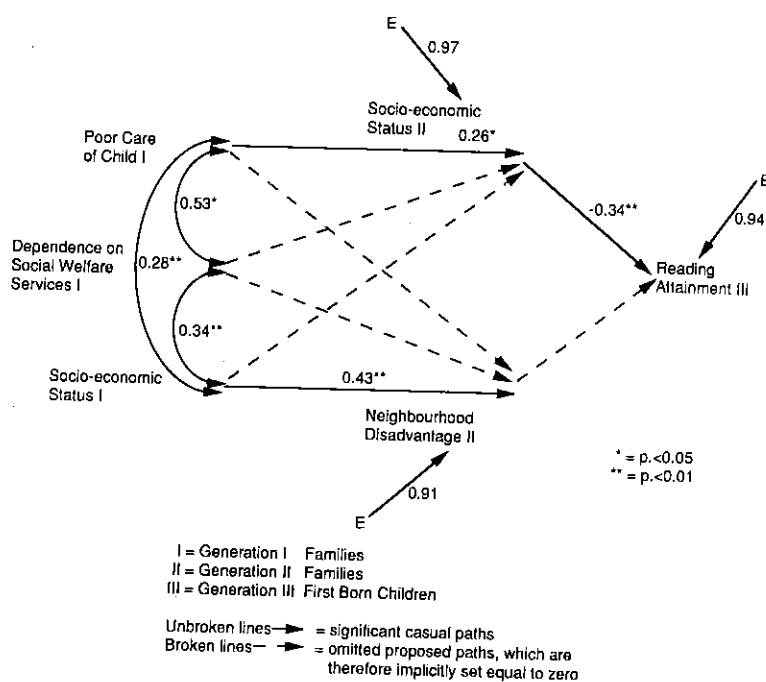 E
0.97
Socio-economic
Status II
0.26*
Poor Care
of Child I
E
0.53*
-0.34**
0.94
Dependence on
Social Welfare
Services I
0.28**
Reading
Attainment III
0.34**
Socio-economic
Status I
0.43**
Neighbourhood
Disadvantage II
* = p.<0.05
** = p.<0.01
0.91
E
I = Generation I Families
II = Generation II Families
III = Generation III First Born Children
Unbroken lines = significant casual paths
Broken lines = omitted proposed paths, which are
therefore implicitly set equal to zero